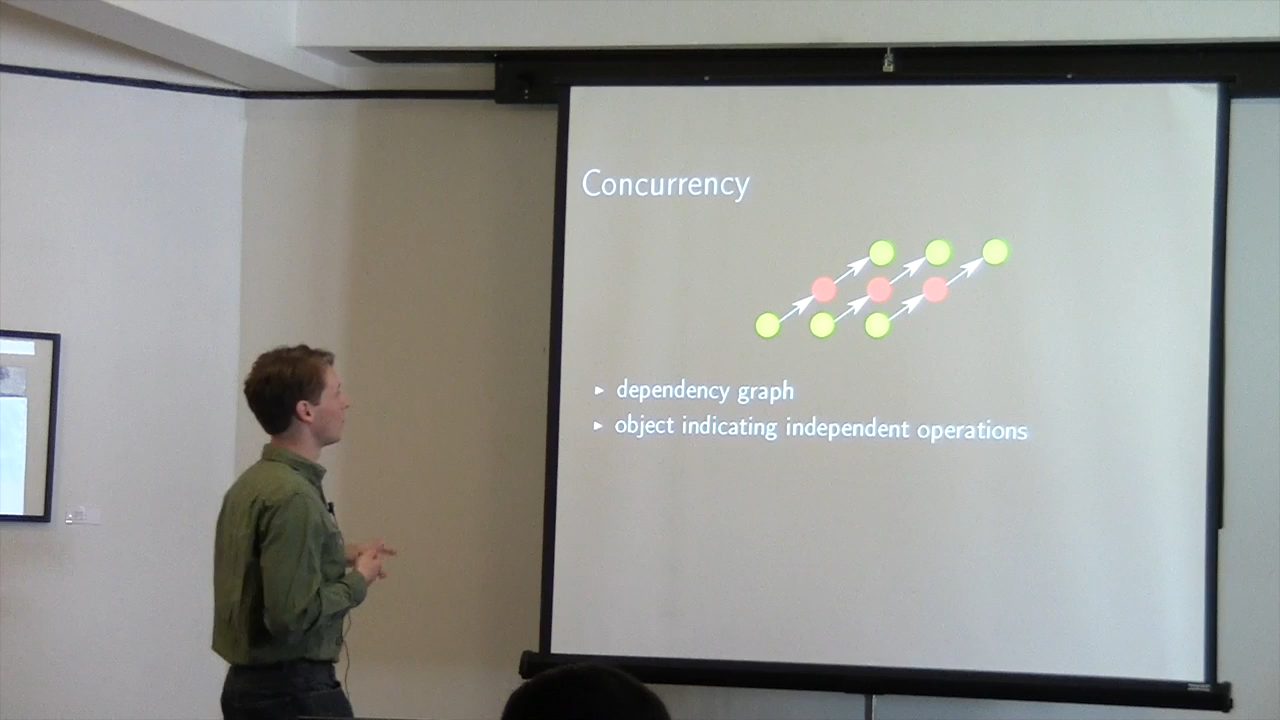 Concurrency
▸ dependency graph
▸ object indicating independent operations